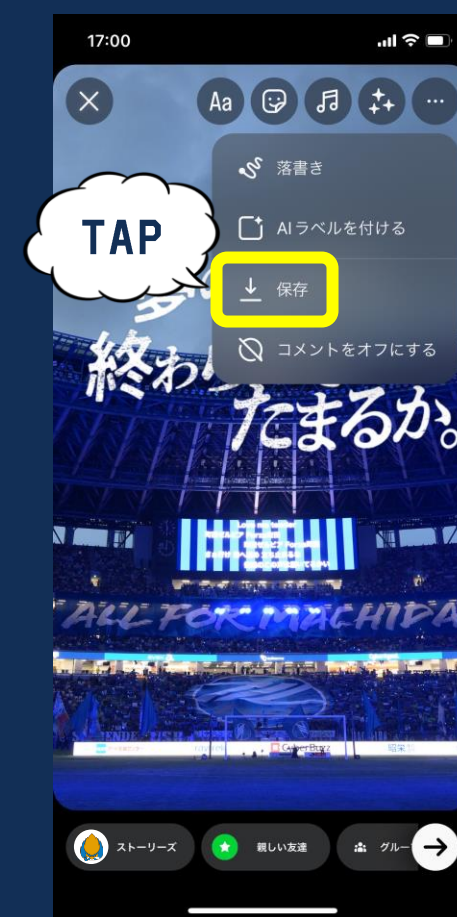 17:00
Aa
落書き
AIラベルを付ける
TAP
保存
コメントをオフにする
終わ
たまるか。
ALL FOR MACHIDA
CyberBuzz
ストーリーズ
親しい友達
グルー